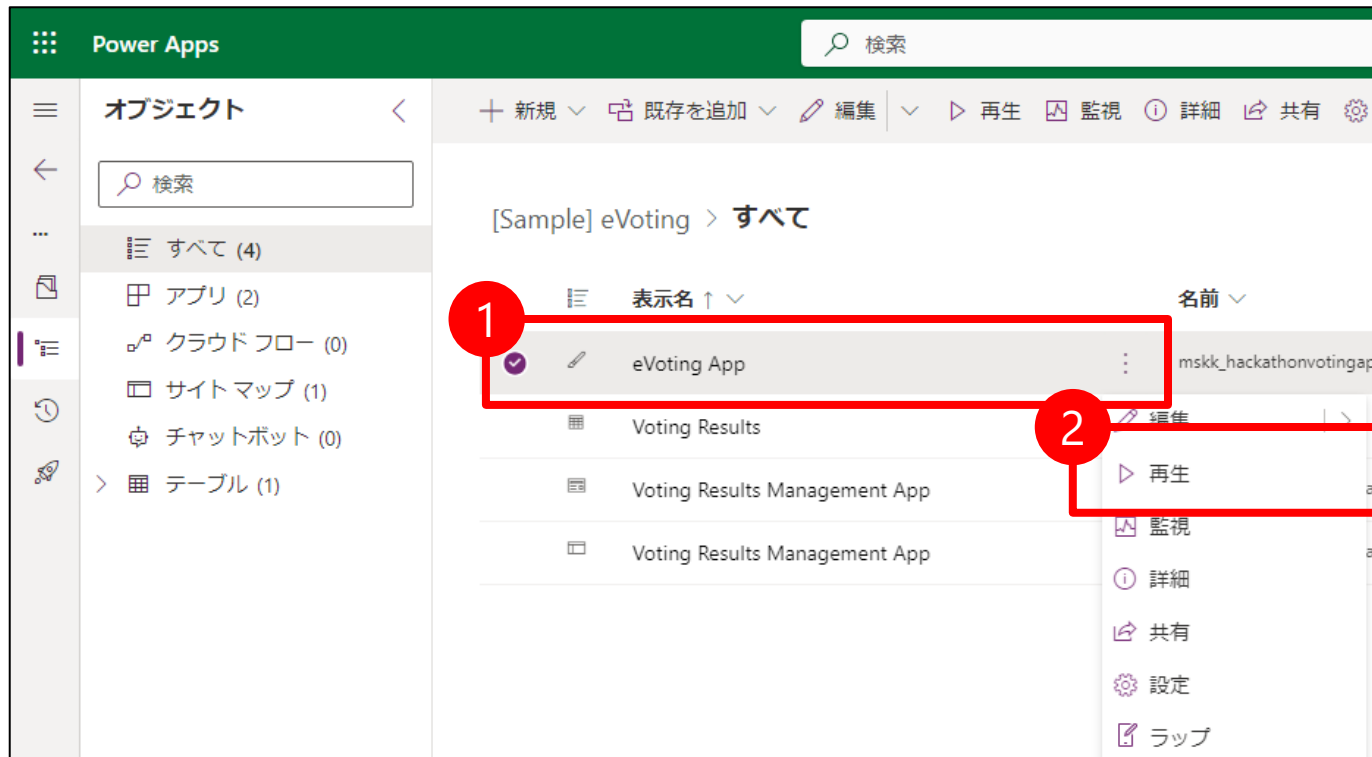 Power Apps
検索
オブジェクト
新規 既存を追加 編集 再生 監視 詳細 共有
検索
[Sample] eVoting > すべて
すべて (4)
アプリ (2)
クラウド フロー (0)
サイト マップ (1)
チャットボット (0)
テーブル (1)
表示名 ↑ 名前
1
eVoting App mskk_hackathonvotingap
Voting Results
Voting Results Management App
Voting Results Management App
2
編集
再生
監視
詳細
共有
設定
ラップ